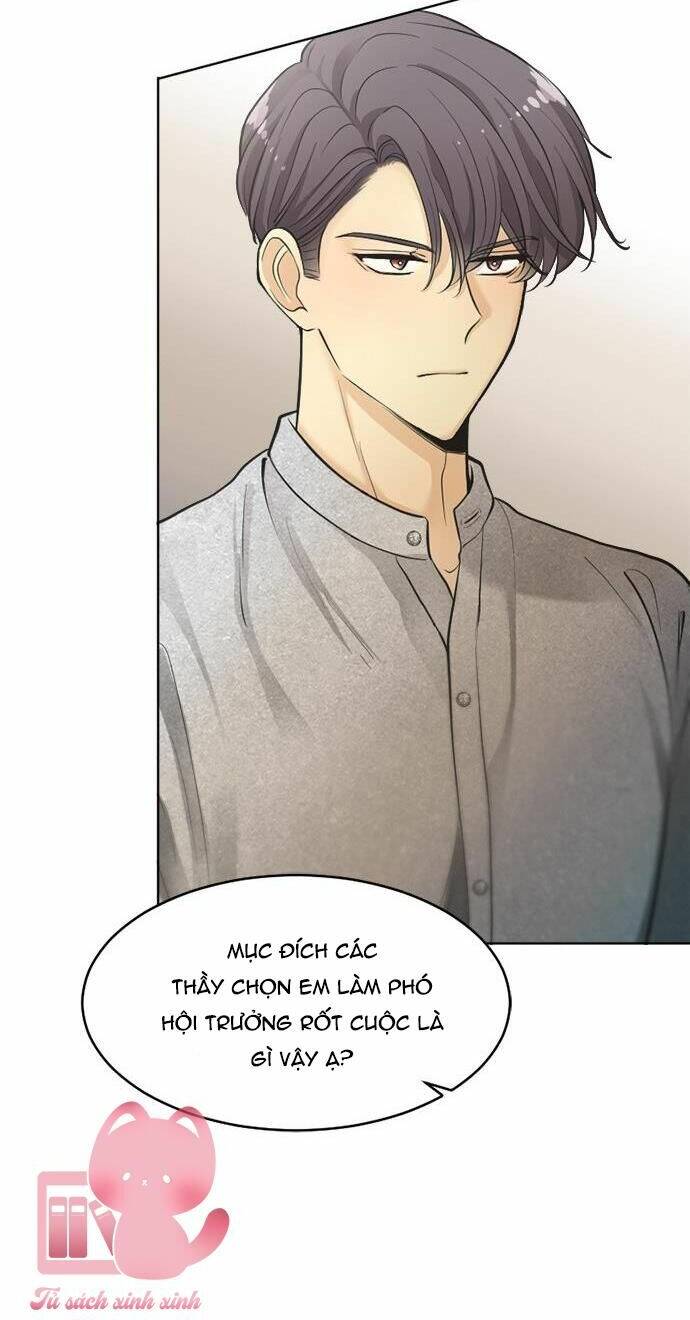 MỤC ĐÍCH CÁC
THẦY CHỌN EM LÀM PHÓ
HỘI TRƯỞNG RỐT CUỘC LÀ
GÌ VẬY Ạ?
Tủ sách xinh xinh